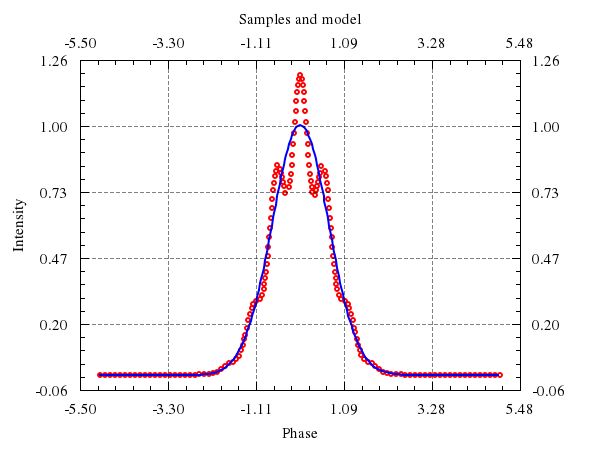 Samples and model
-5.50 -3.30 -1.11 1.09 3.28 5.48
1.26 1.26
1.00 1.00
0.73 0.73
Intensity
0.47 0.47
0.20 0.20
-0.06 -0.06
-5.50 -3.30 -1.11 1.09 3.28 5.48
Phase